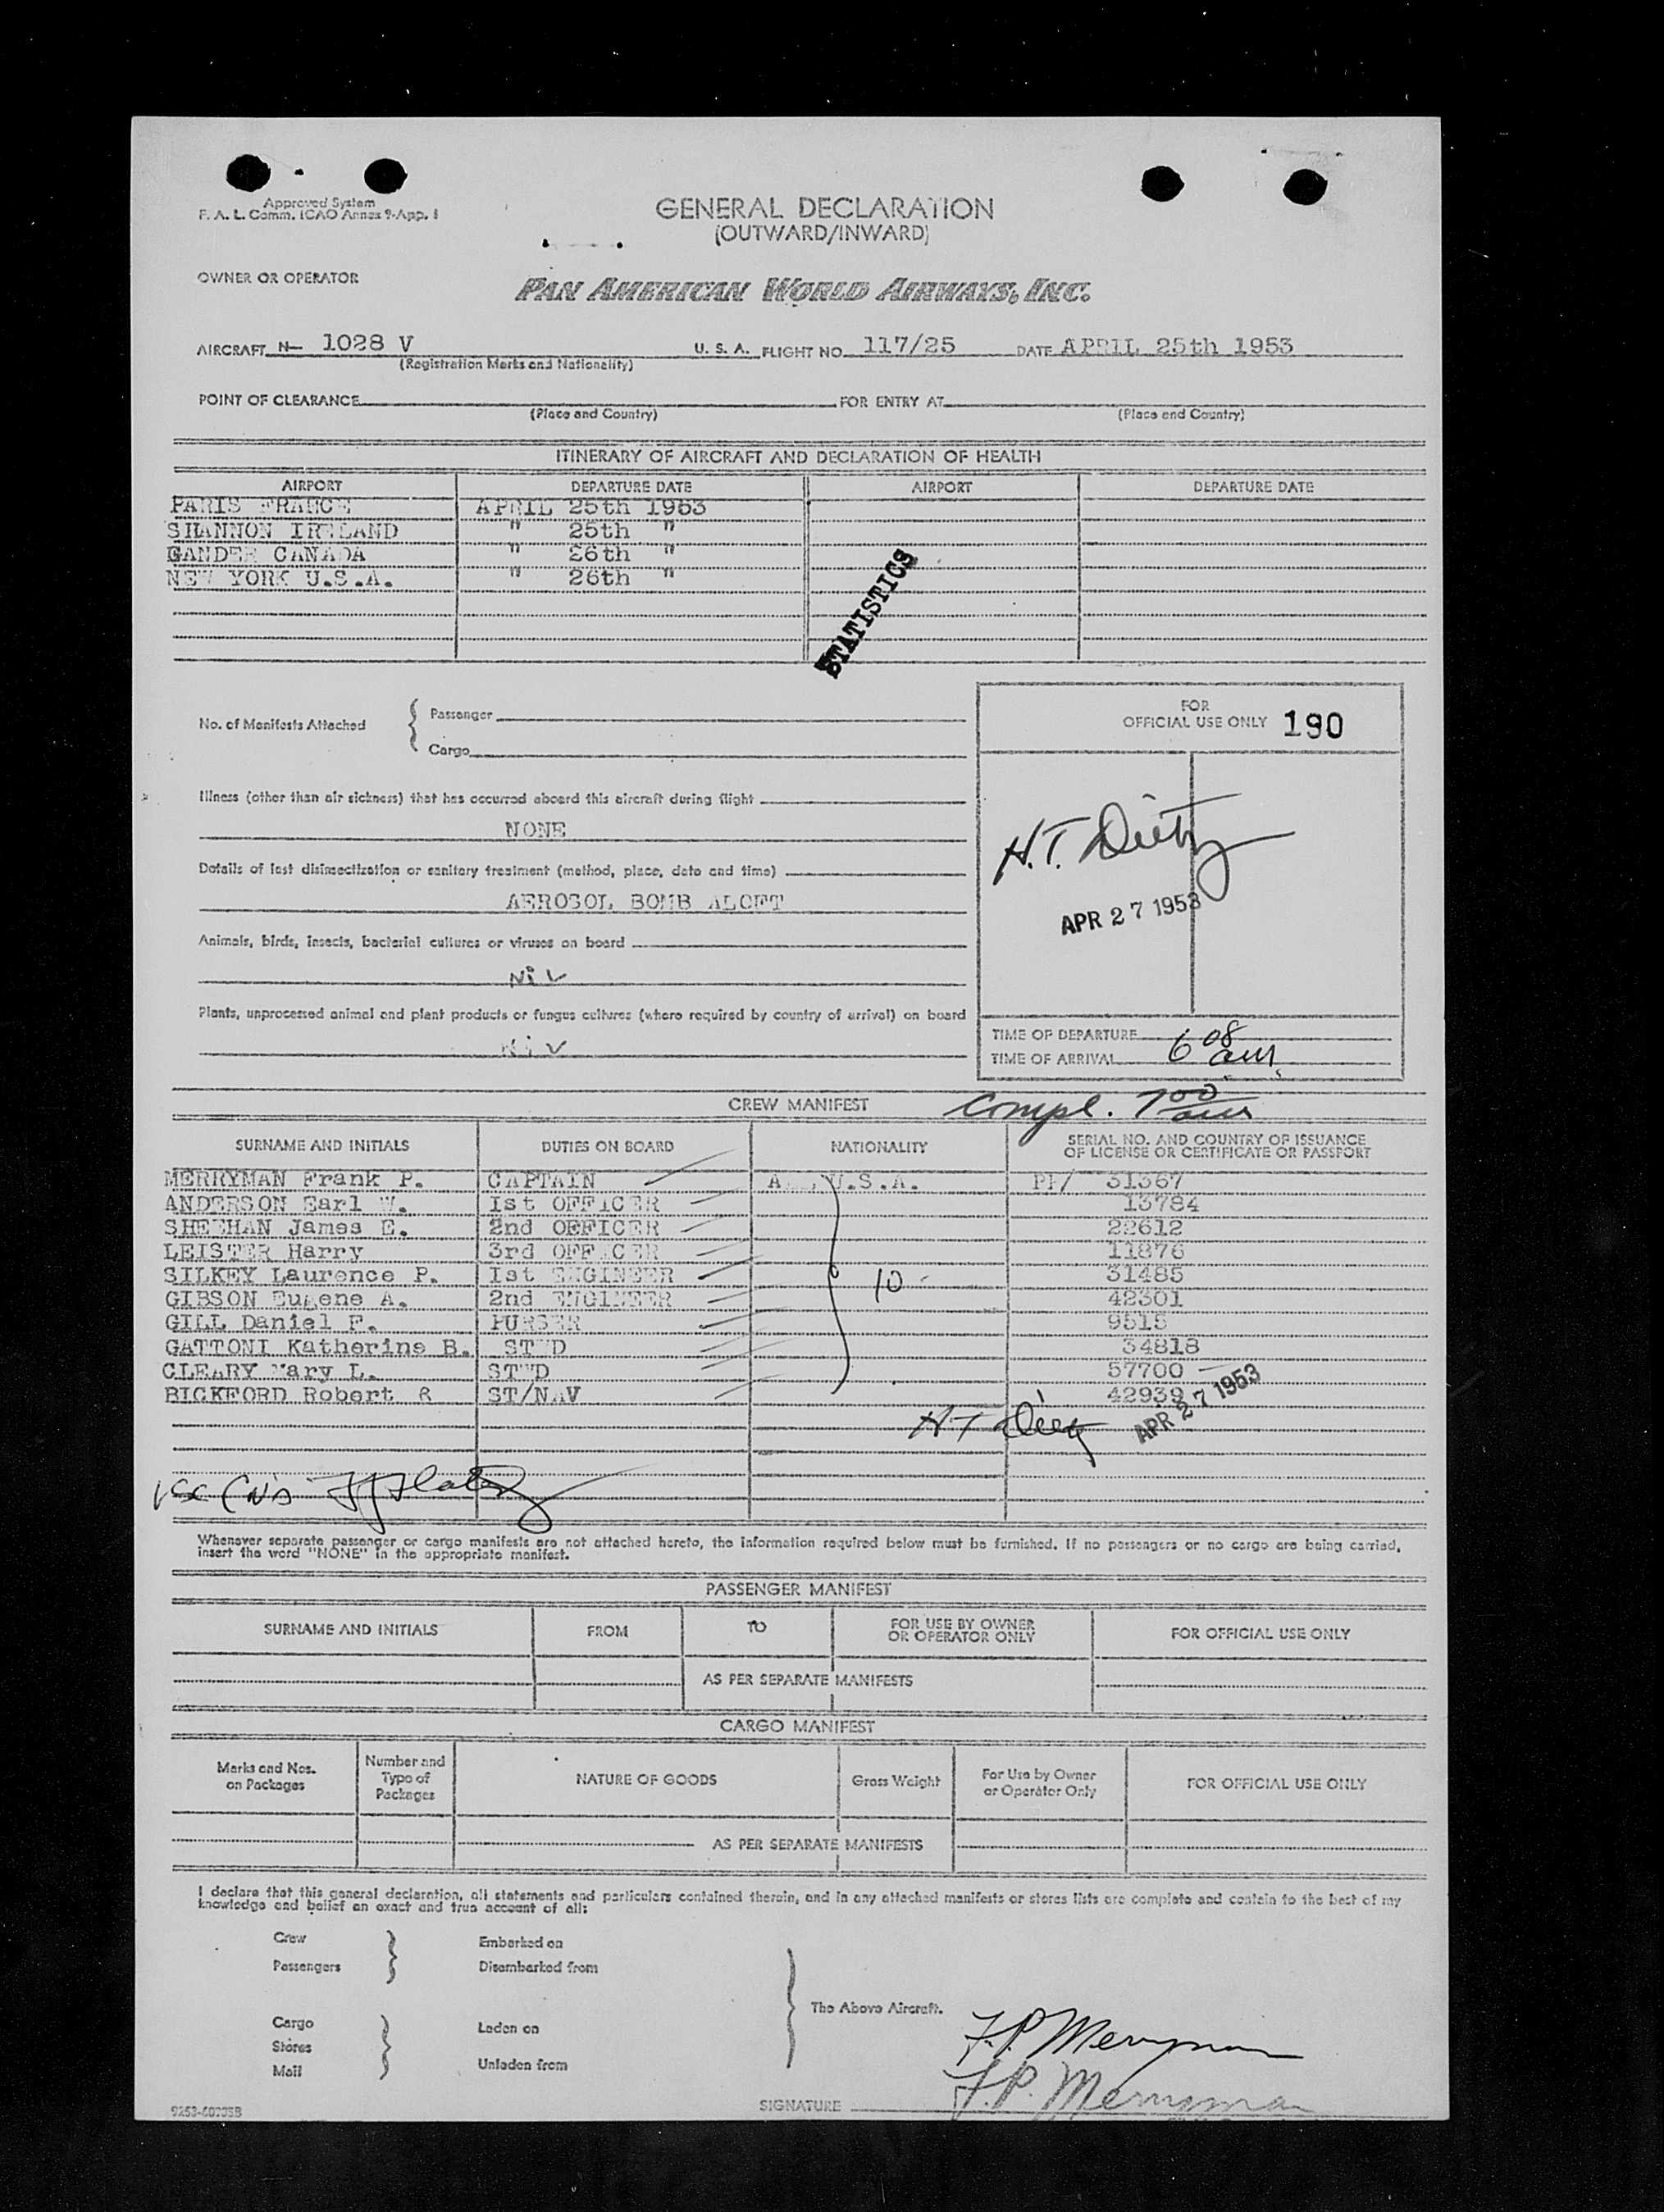 Approved System
F. A. L. Comm. ICAO Annex 9-App. 1
GENERAL DECLARATION
(OUTWARD/INWARD)
OWNER OR OPERATOR
PAN AMERICAN WORLD AIRWAYS, INC.
AIRCRAFT N- 1028 V U. S. A. FLIGHT NO. 117/25 DATE APRIL 25th 1953
(Registration Marks and Nationality)
POINT OF CLEARANCE FOR ENTRY AT
(Place and Country) (Place and Country)
ITINERARY OF AIRCRAFT AND DECLARATION OF HEALTH
AIRPORT DEPARTURE DATE AIRPORT DEPARTURE DATE
PARIS FRANCE APRIL 25th 1953
SHANNON IRELAND " 25th "
GANDER CANADA " 26th "
NEW YORK U.S.A. " 26th "
STATISTICS
No. of Manifests Attached { Passenger
Cargo
FOR
OFFICIAL USE ONLY 190
Illness (other than air sickness) that has occurred aboard this aircraft during flight
NONE
Details of last disinsectization or sanitary treatment (method, place, date and time)
AEROSOL BOMB ALOFT
Animals, birds, insects, bacterial cultures or viruses on board
NiL
Plants, unprocessed animal and plant products or fungus cultures (where required by country of arrival) on board
NiL
H.T. Dietz
APR 27 1953
TIME OF DEPARTURE
TIME OF ARRIVAL 6 08 am
CREW MANIFEST compl. 7 00 am
SURNAME AND INITIALS DUTIES ON BOARD NATIONALITY SERIAL NO. AND COUNTRY OF ISSUANCE
OF LICENSE OR CERTIFICATE OR PASSPORT
MERRYMAN Frank P. CAPTAIN U.S.A. 31367
ANDERSON Earl W. Ist OFFICER 13784
SHEEHAN James E. 2nd OFFICER 22612
LEISTER Harry 3rd OFFICER 11876
SILKEY Laurence P. Ist ENGINEER 10 31485
GIBSON Eugene A. 2nd ENGINEER 42301
GILL Daniel F. PURSER 9515
GATTONI Katherine B. STWD 34818
CLEARY Mary L. STWD 57700
BICKFORD Robert R ST/NAV 42939
H T Dietz APR 27 1953
Whenever separate passenger or cargo manifests are not attached hereto, the information required below must be furnished. If no passengers or no cargo are being carried,
insert the word "NONE" in the appropriate manifest.
PASSENGER MANIFEST
SURNAME AND INITIALS FROM TO FOR USE BY OWNER
OR OPERATOR ONLY FOR OFFICIAL USE ONLY
AS PER SEPARATE MANIFESTS
CARGO MANIFEST
Marks and Nos.
on Packages Number and
Type of
Packages NATURE OF GOODS Gross Weight For Use by Owner
or Operator Only FOR OFFICIAL USE ONLY
AS PER SEPARATE MANIFESTS
I declare that this general declaration, all statements and particulars contained therein, and in any attached manifests or stores lists are complete and contain to the best of my
knowledge and belief an exact and true account of all:
Crew Embarked on
Passengers Disembarked from
The Above Aircraft.
Cargo Laden on
Stores
Mail Unladen from
F.P. Merryman
SIGNATURE F.P. Merryman